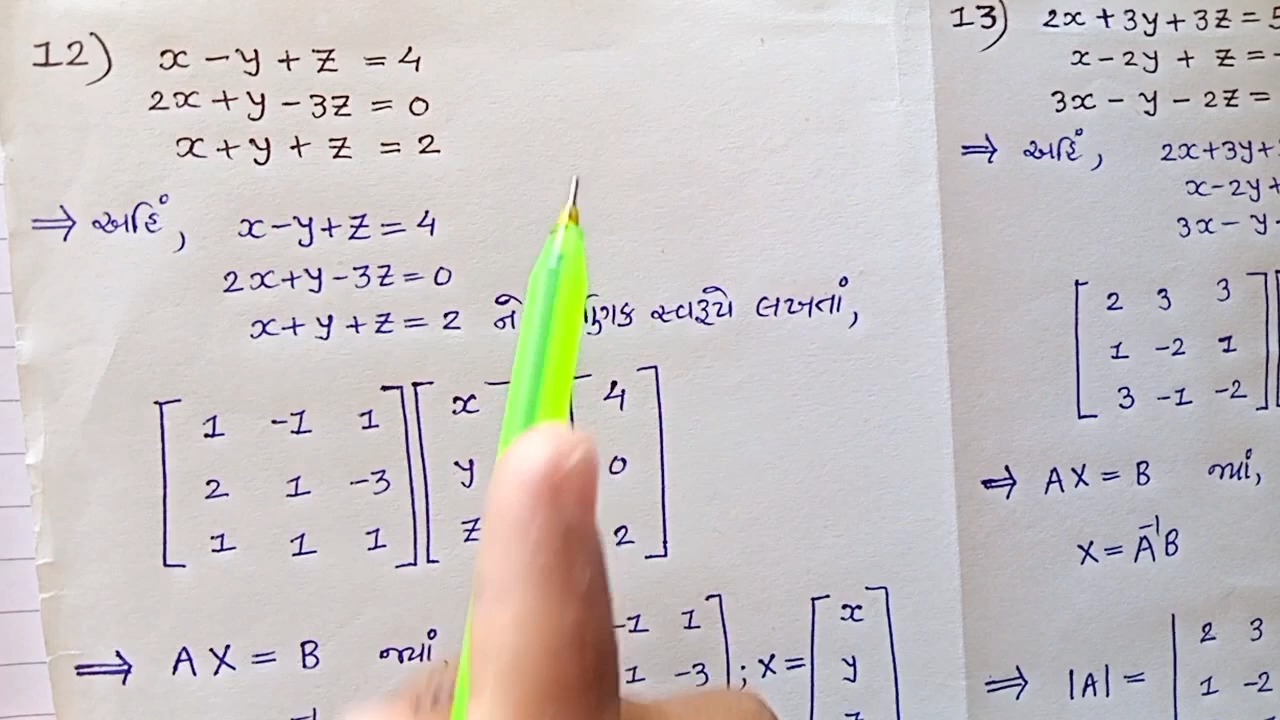 12) x - y + z = 4
2x + y - 3z = 0
x + y + z = 2
⇒ અહિં, x-y+z=4
2x+y-3z=0
x+y+z=2 સ્વરૂપે લખતાં,
[ 1 -1 1 ] [ x 4 ]
2 1 -3 y 0
1 1 1 z 2
⇒ AX = B જ્યાં
-1 1
1 -3 ] ; X = [ x
y
13) 2x + 3y + 3z = 5
x - 2y + z = -
3x - y - 2z =
⇒ અહિં, 2x+3y+
x-2y+
3x-y-
[ 2 3 3 ] [
1 -2 1
3 -1 -2
⇒ AX = B જ્યાં,
X = A⁻¹B
⇒ |A| = | 2 3
1 -2